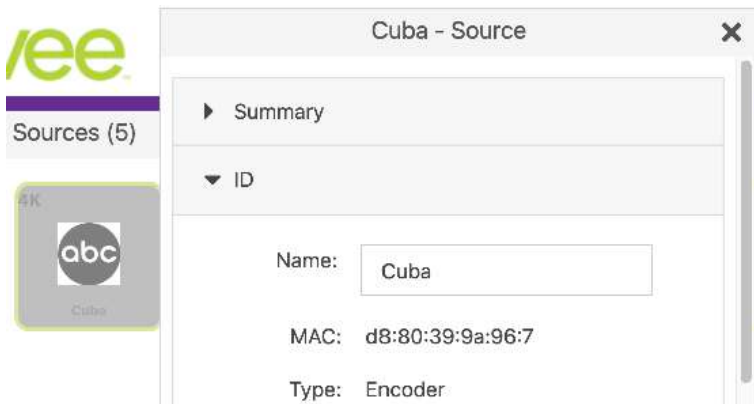 vee
Cuba - Source
Sources (5)
Summary
ID
4K
abc
Cuba
Name:
Cuba
MAC: d8:80:39:9a:96:7
Type: Encoder